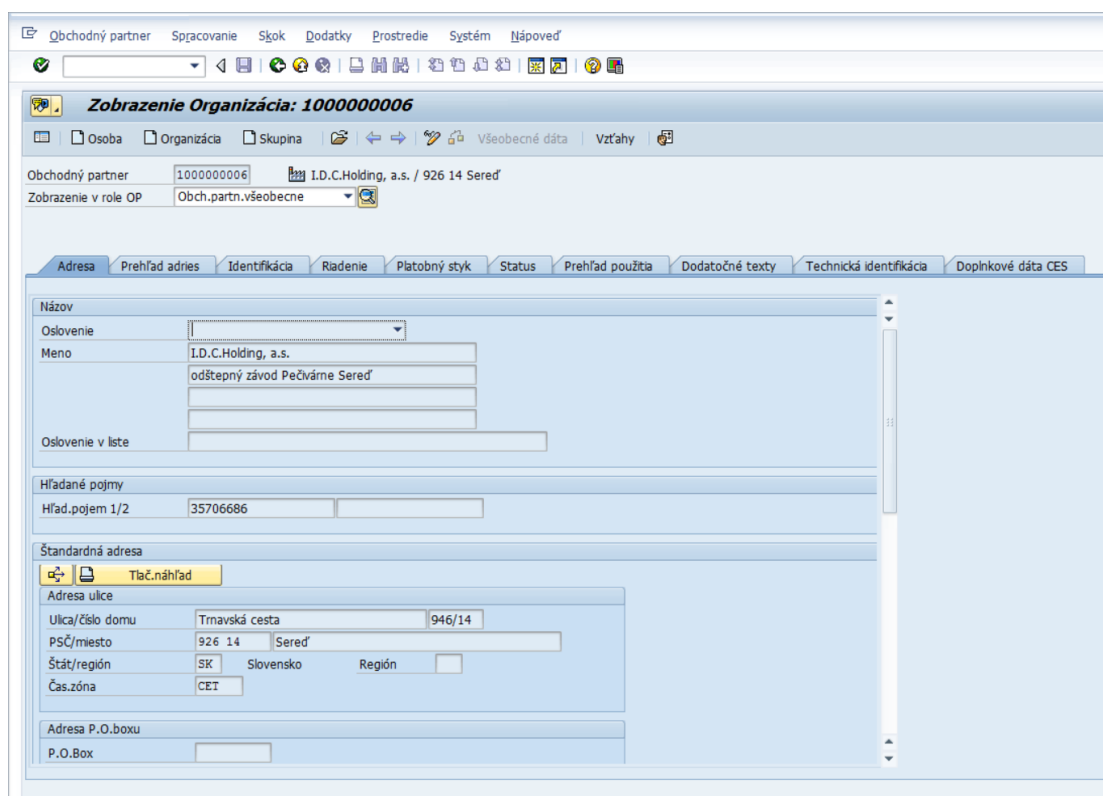 Obchodný partner Spracovanie Skok Dodatky Prostredie Systém Nápoveď
Zobrazenie Organizácia: 1000000006
Osoba Organizácia Skupina Všeobecné dáta Vzťahy
Obchodný partner 1000000006 I.D.C.Holding, a.s. / 926 14 Sereď
Zobrazenie v role OP Obch.partn.všeobecne
Adresa Prehľad adries Identifikácia Riadenie Platobný styk Status Prehľad použitia Dodatočné texty Technická identifikácia Doplnkové dáta CES
Názov
Oslovenie
Meno I.D.C.Holding, a.s.
odštepný závod Pečivárne Sereď
Oslovenie v liste
Hľadané pojmy
Hľad.pojem 1/2 35706686
Štandardná adresa
Tlač.náhľad
Adresa ulice
Ulica/číslo domu Trnavská cesta 946/14
PSČ/miesto 926 14 Sereď
Štát/región SK Slovensko Región
Čas.zóna CET
Adresa P.O.boxu
P.O.Box